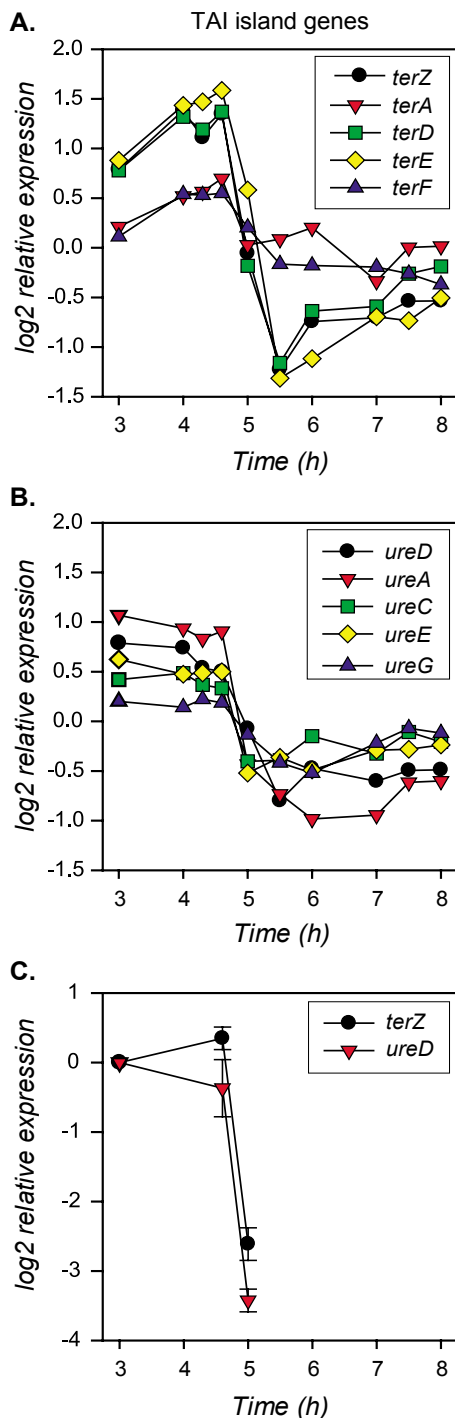 A.
TAI island genes
2.0
1.5
1.0
0.5
0.0
-0.5
-1.0
-1.5
log2 relative expression
terZ
terA
terD
terE
terF
3 4 5 6 7 8
Time (h)
B.
2.0
1.5
1.0
0.5
0.0
-0.5
-1.0
-1.5
log2 relative expression
ureD
ureA
ureC
ureE
ureG
3 4 5 6 7 8
Time (h)
C.
1
0
-1
-2
-3
-4
log2 relative expression
terZ
ureD
3 4 5 6 7 8
Time (h)